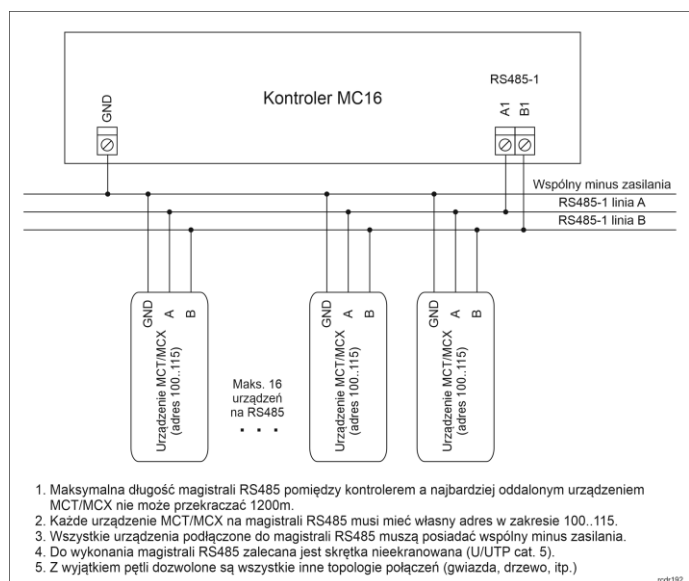 Kontroler MC16
RS485-1
GND
A1
B1
Wspólny minus zasilania
RS485-1 linia A
RS485-1 linia B
GND
A
B
Urządzenie MCT/MCX
(adres 100..115)
Maks. 16
urządzeń
na RS485
. . .
GND
A
B
Urządzenie MCT/MCX
(adres 100..115)
GND
A
B
Urządzenie MCT/MCX
(adres 100..115)
1. Maksymalna długość magistrali RS485 pomiędzy kontrolerem a najbardziej oddalonym urządzeniem
MCT/MCX nie może przekraczać 1200m.
2. Każde urządzenie MCT/MCX na magistrali RS485 musi mieć własny adres w zakresie 100..115.
3. Wszystkie urządzenia podłączone do magistrali RS485 muszą posiadać wspólny minus zasilania.
4. Do wykonania magistrali RS485 zalecana jest skrętka nieekranowana (U/UTP cat. 5).
5. Z wyjątkiem pętli dozwolone są wszystkie inne topologie połączeń (gwiazda, drzewo, itp.)